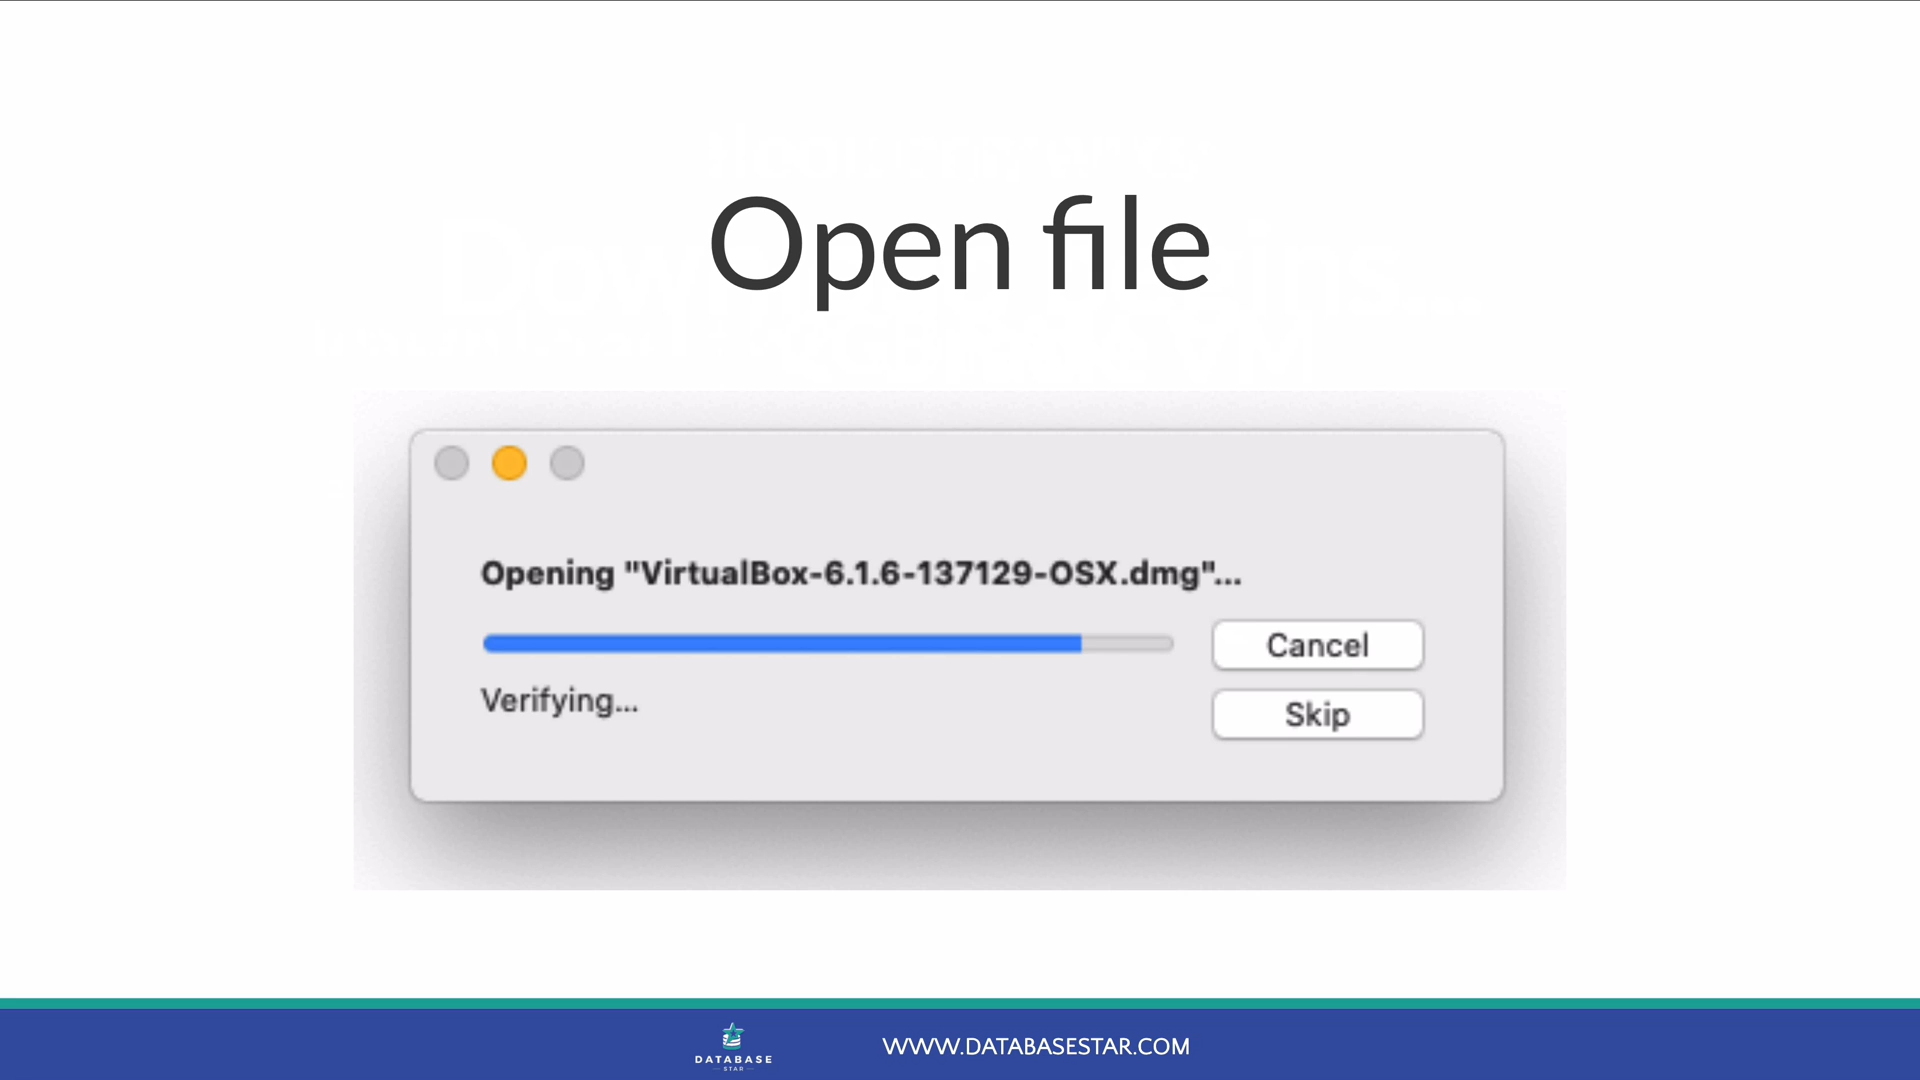 Open file
Opening "VirtualBox-6.1.6-137129-OSX.dmg"...
Cancel
Verifying...
Skip
DATABASE
STAR
WWW.DATABASESTAR.COM